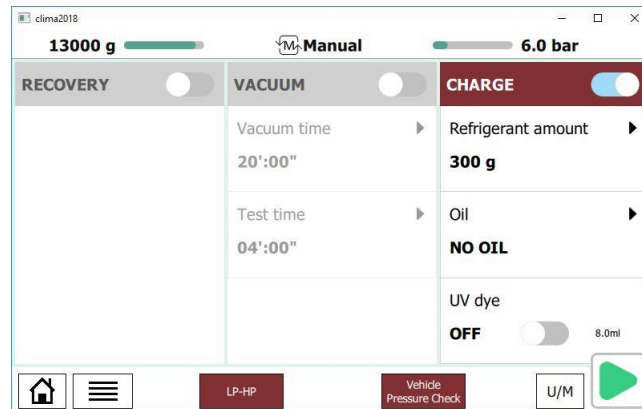 clima2018
13000 g
M Manual
6.0 bar
RECOVERY
VACUUM
CHARGE
Vacuum time
20':00"
Test time
04':00"
Refrigerant amount
300 g
Oil
NO OIL
UV dye
OFF
8.0ml
LP-HP
Vehicle
Pressure Check
U/M